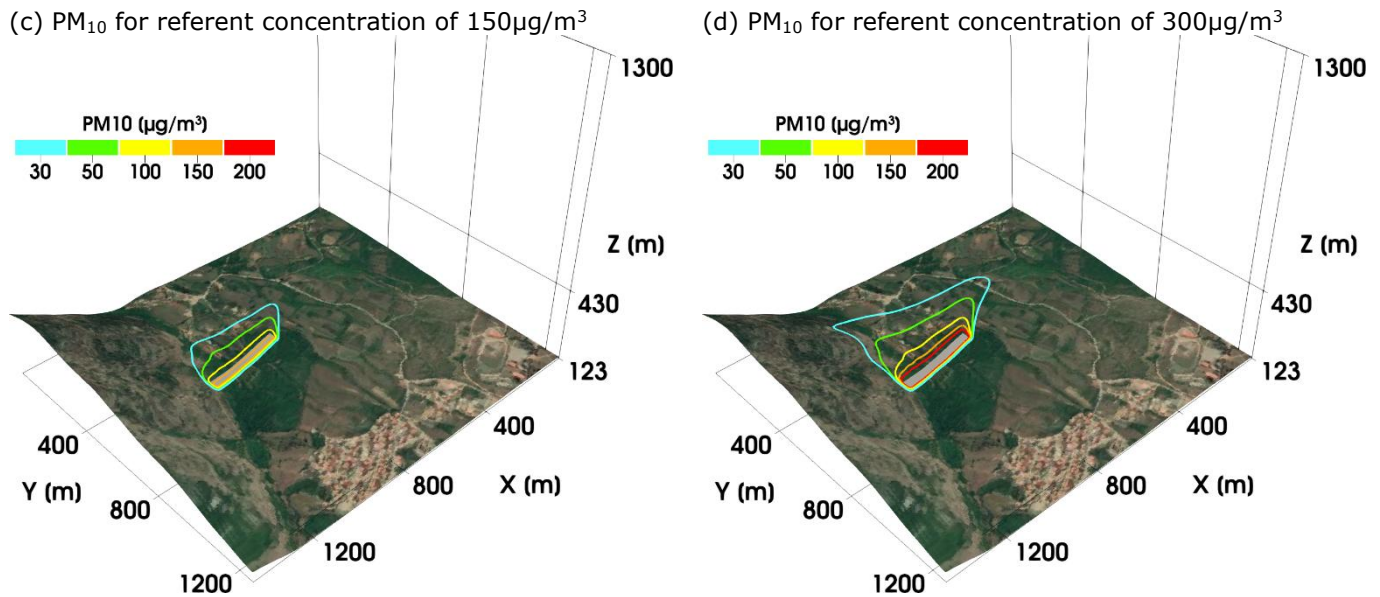 (c) PM₁₀ for referent concentration of 150µg/m³
(d) PM₁₀ for referent concentration of 300µg/m³
1300
PM10 (µg/m³)
30 50 100 150 200
Z (m)
430
123
400
400
Y (m)
800
X (m)
800
1200
1200
1300
PM10 (µg/m³)
30 50 100 150 200
Z (m)
430
123
400
400
Y (m)
800
X (m)
800
1200
1200